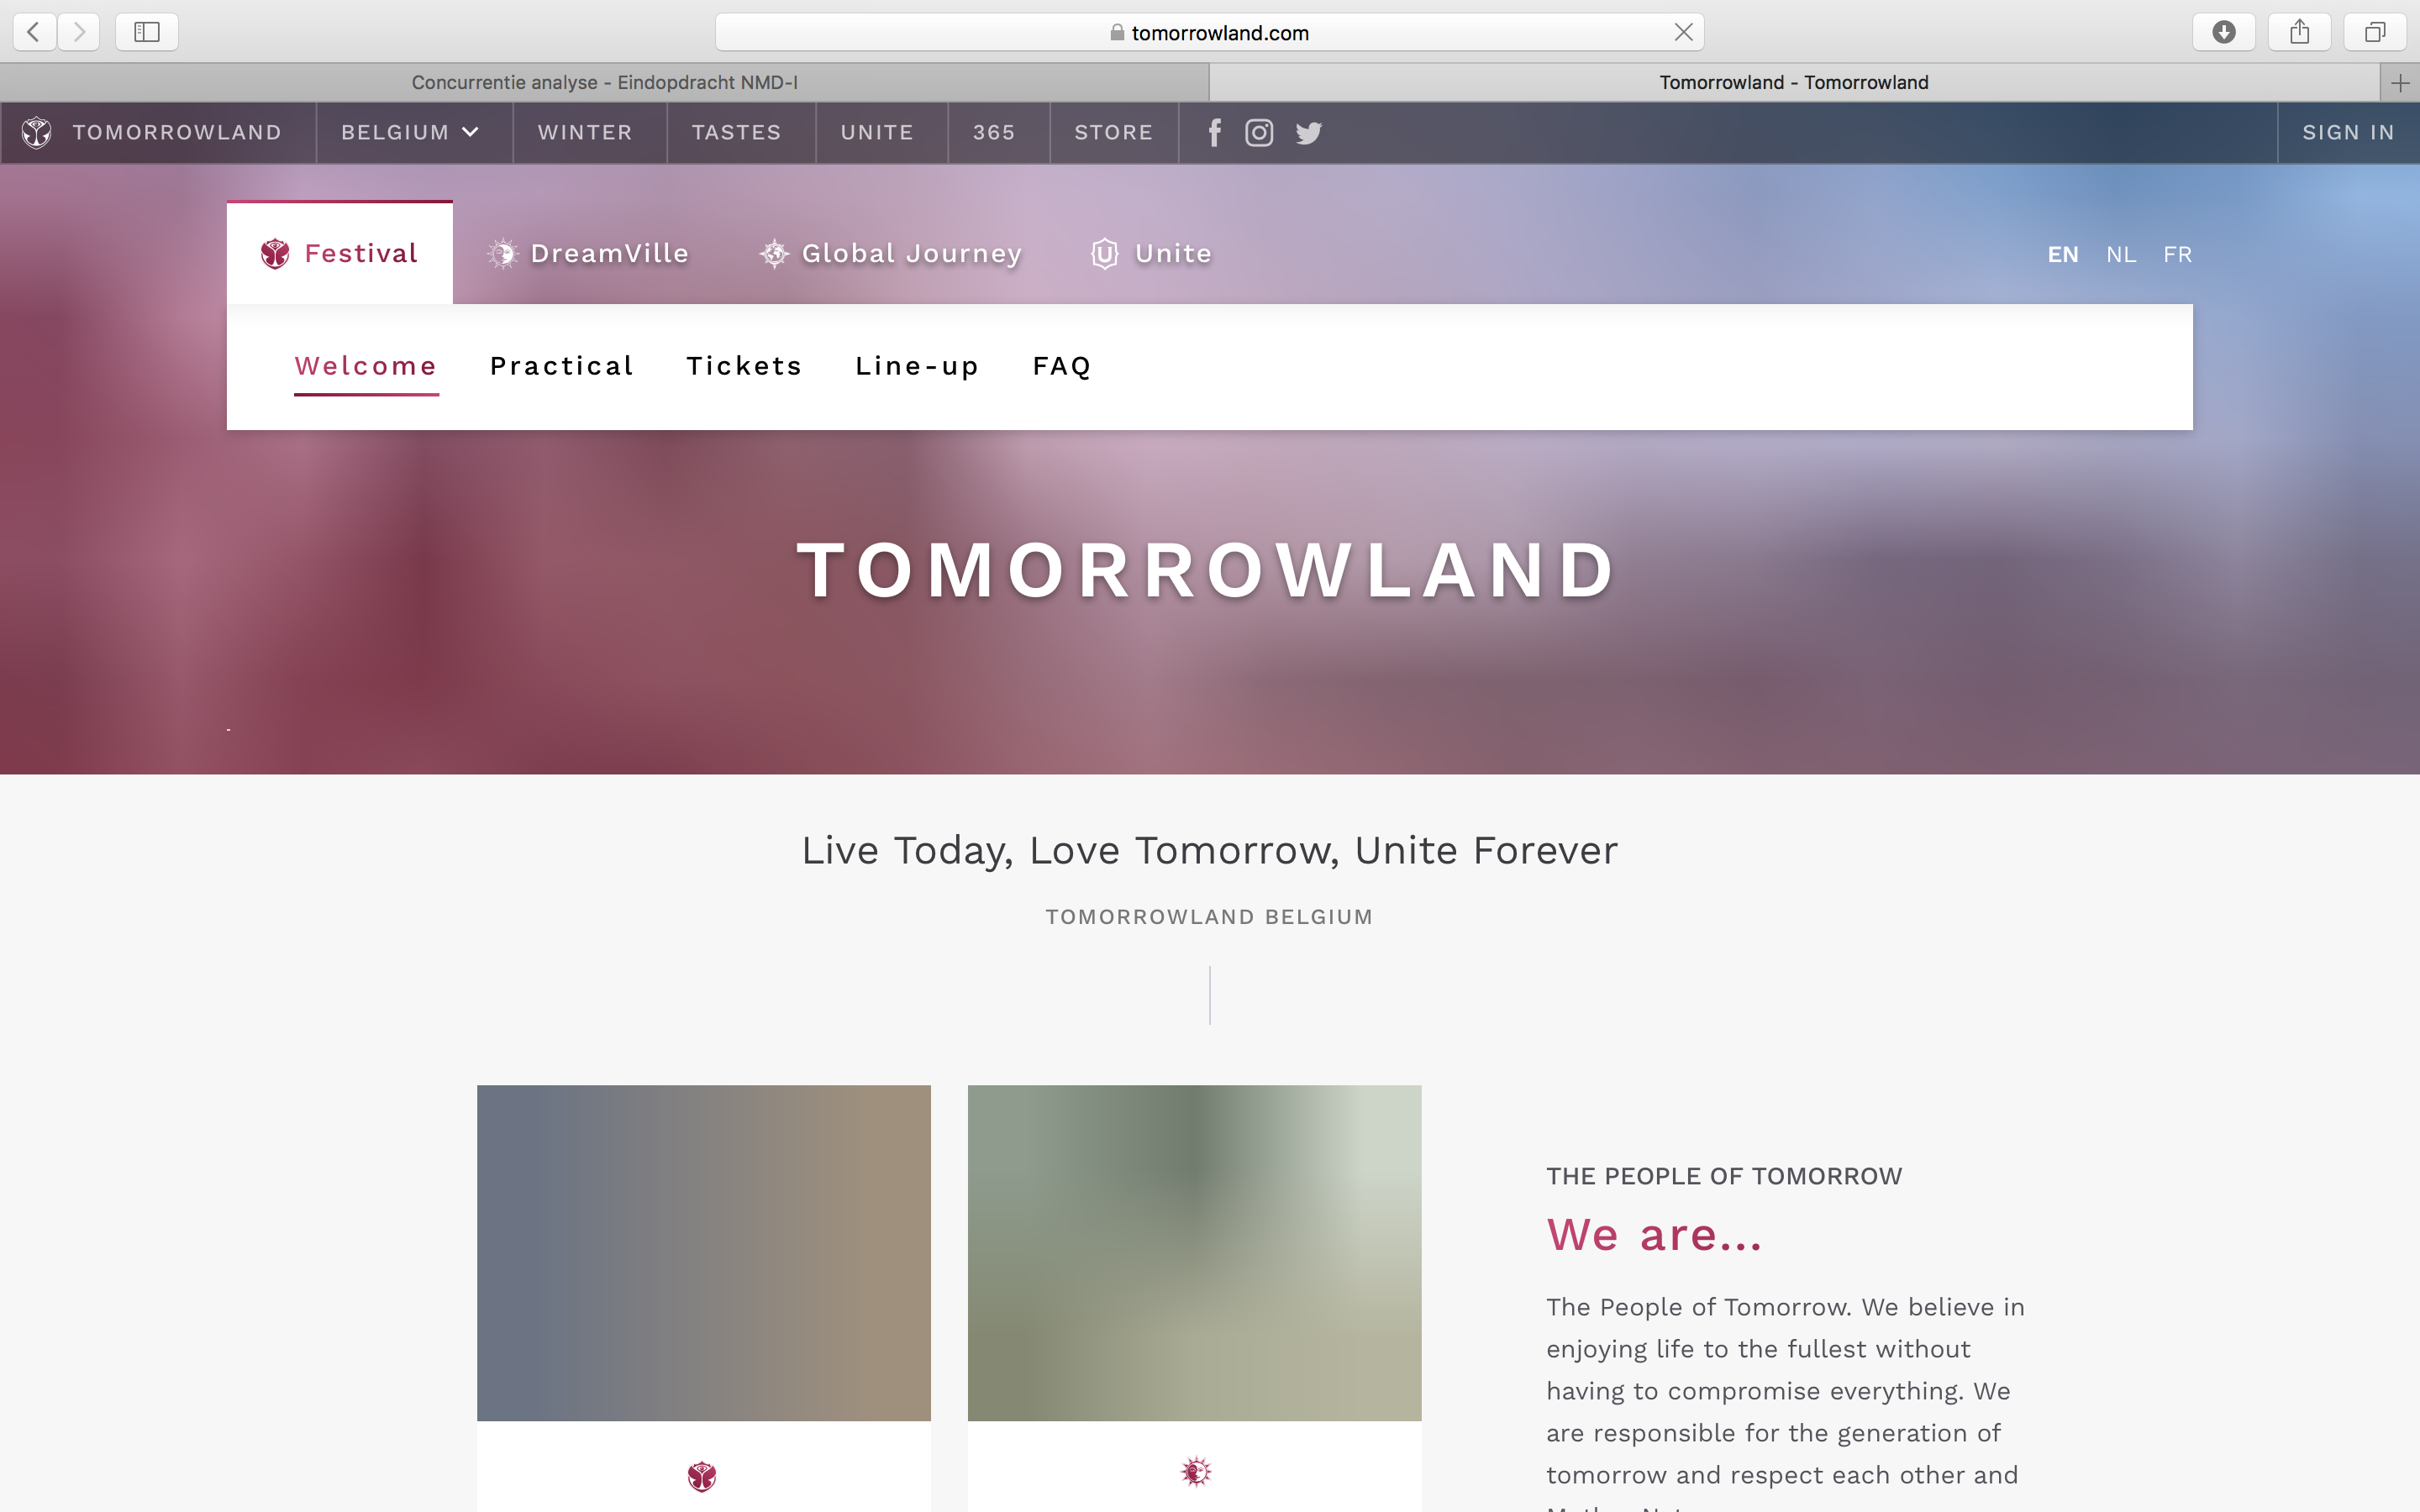 tomorrowland.com
Concurrentie analyse - Eindopdracht NMD-I
Tomorrowland - Tomorrowland
TOMORROWLAND BELGIUM WINTER TASTES UNITE 365 STORE SIGN IN
Festival DreamVille Global Journey U Unite EN NL FR
Welcome Practical Tickets Line-up FAQ
TOMORROWLAND
-
Live Today, Love Tomorrow, Unite Forever
TOMORROWLAND BELGIUM
THE PEOPLE OF TOMORROW
We are...
The People of Tomorrow. We believe in
enjoying life to the fullest without
having to compromise everything. We
are responsible for the generation of
tomorrow and respect each other and